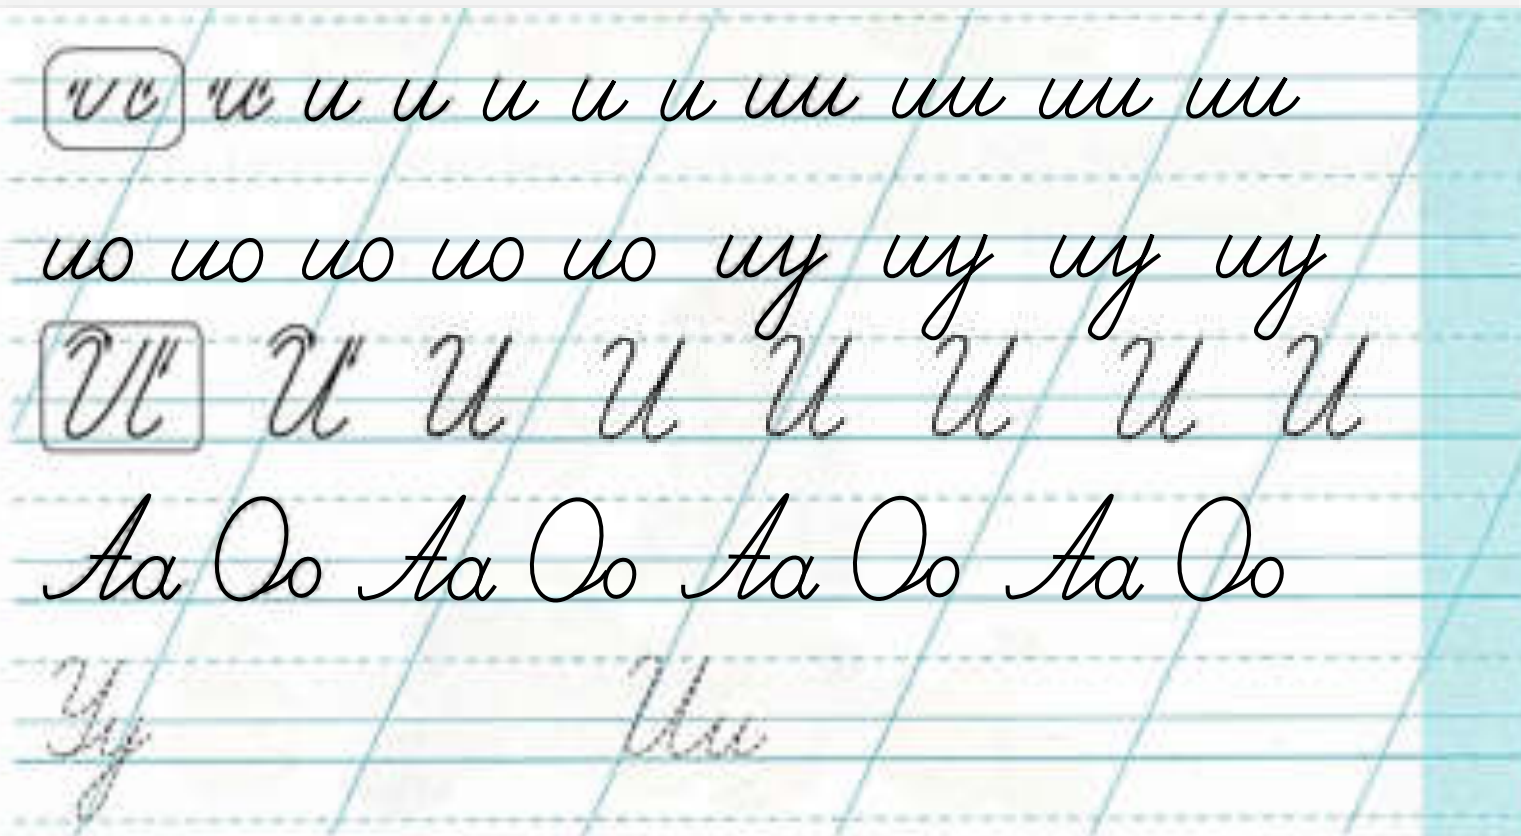 и и и и и и и ии ии ии ии
ио ио ио ио ио иу иу иу иу
И И И И И И И И
Аа Оо Аа Оо Аа Оо Аа Оо
Уу Ии